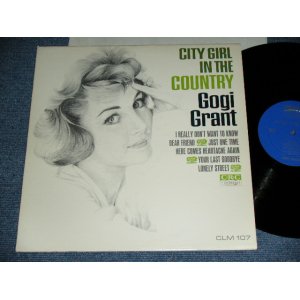 CITY GIRL
IN THE
COUNTRY
Gogi
Grant
I REALLY DON'T WANT TO KNOW
DEAR FRIEND JUST ONE TIME
HERE COMES HEARTACHE AGAIN
YOUR LAST GOODBYE
LONELY STREET
CRC
CLM 107